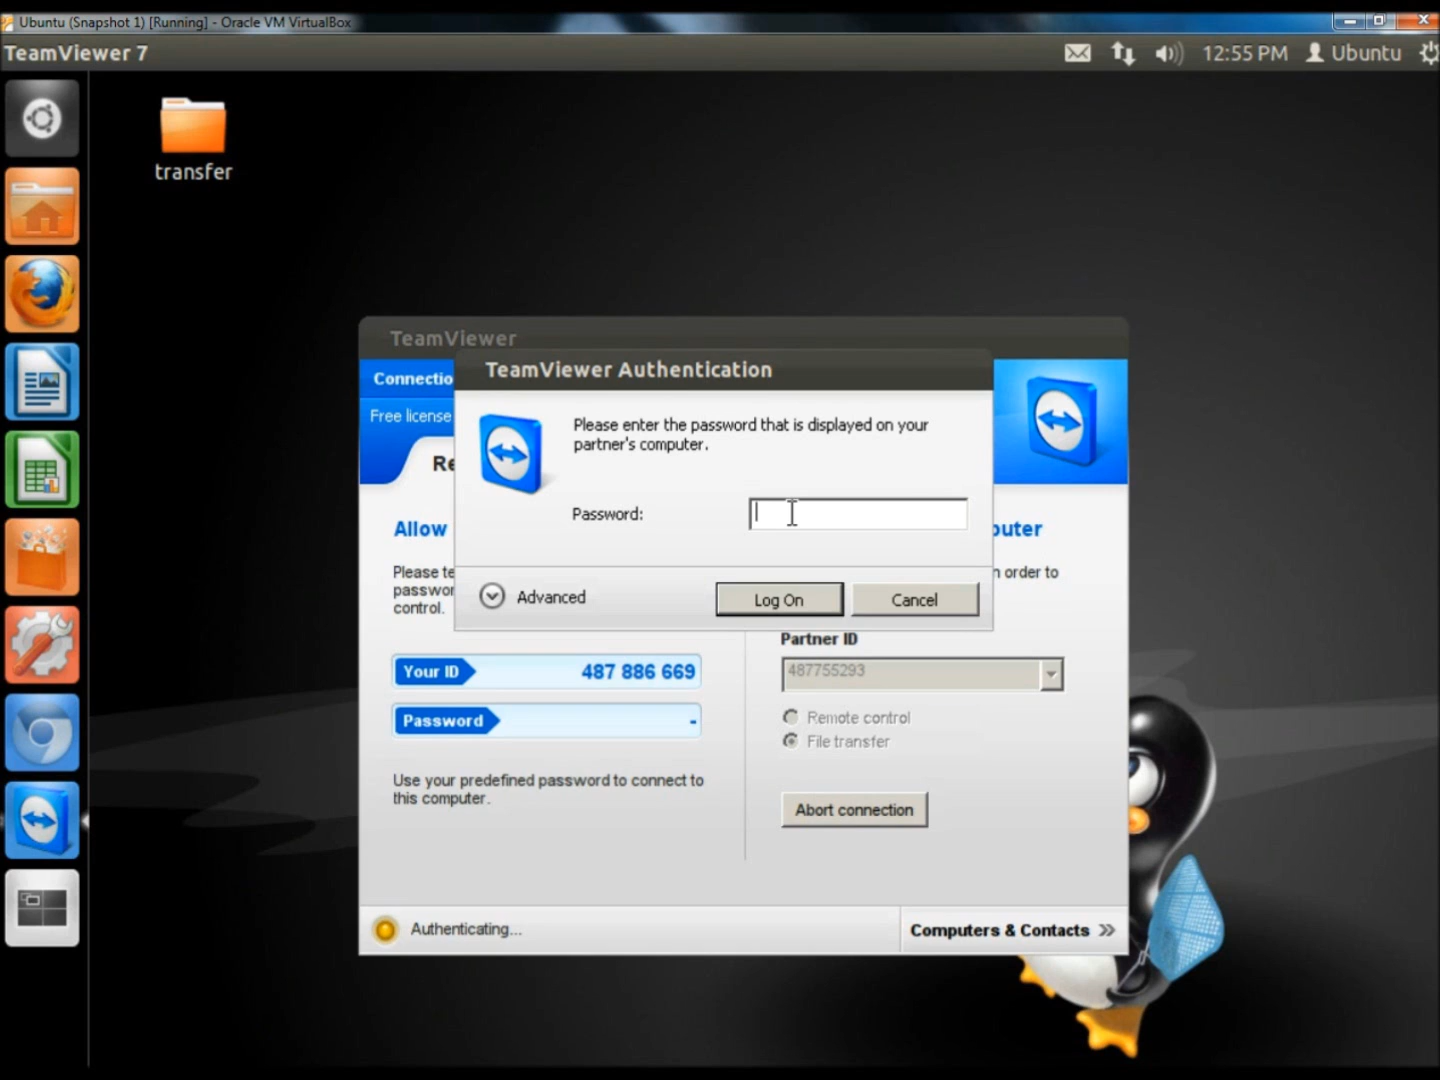 Ubuntu (Snapshot 1) [Running] - Oracle VM VirtualBox
TeamViewer 7
12:55 PM
Ubuntu
transfer
TeamViewer
Connectio
Free license
Re
TeamViewer Authentication
Please enter the password that is displayed on your
partner's computer.
Password:
Advanced
Log On
Cancel
Allow
Please te
passwor
control.
Your ID
487 886 669
Password
-
Use your predefined password to connect to
this computer.
puter
n order to
Partner ID
487755293
Remote control
File transfer
Abort connection
Authenticating...
Computers & Contacts >>